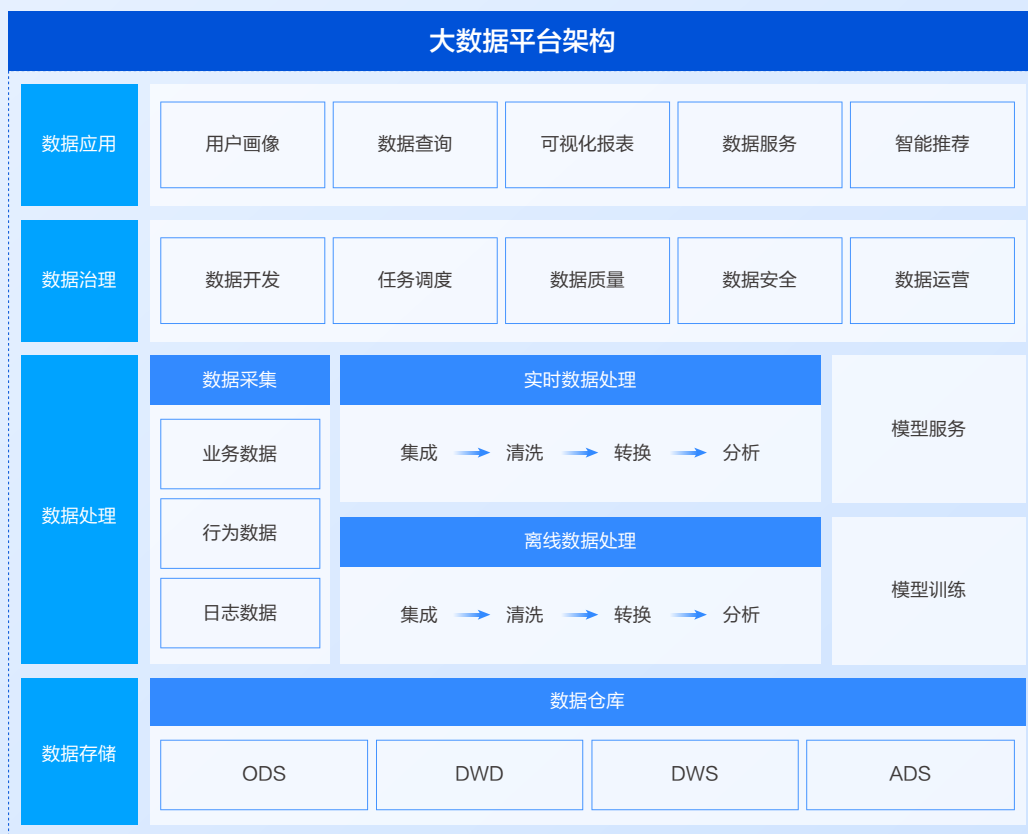 大数据平台架构
数据应用
用户画像
数据查询
可视化报表
数据服务
智能推荐
数据治理
数据开发
任务调度
数据质量
数据安全
数据运营
数据处理
数据采集
业务数据
行为数据
日志数据
实时数据处理
集成 清洗 转换 分析
离线数据处理
集成 清洗 转换 分析
模型服务
模型训练
数据存储
数据仓库
ODS
DWD
DWS
ADS